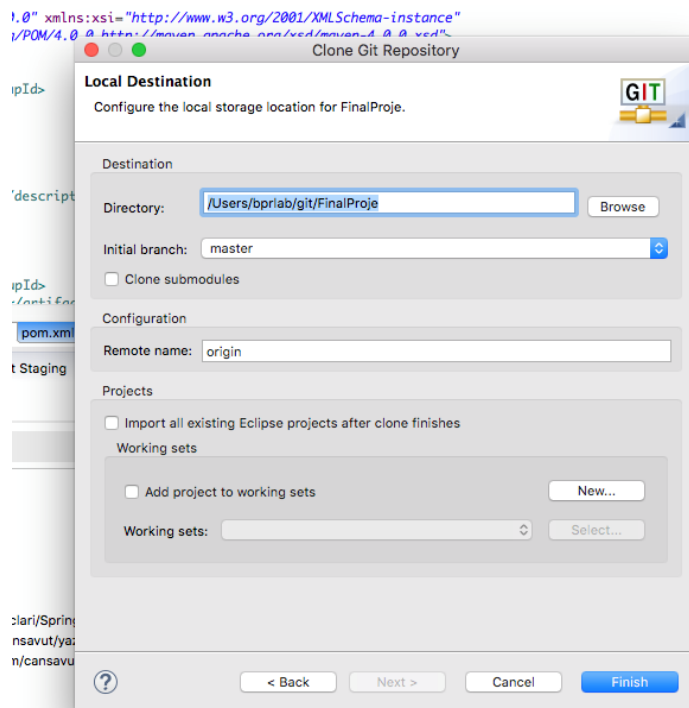 0.0" xmlns:xsi="http://www.w3.org/2001/XMLSchema-instance"
g/POM/4.0.0 http://maven.apache.org/xsd/maven-4.0.0.xsd">
Clone Git Repository
Local Destination
Configure the local storage location for FinalProje.
GIT
upId>
Destination
/descript
Directory:
/Users/bprlab/git/FinalProje
Browse
Initial branch:
master
Clone submodules
upId>
</artifac
Configuration
pom.xml
Remote name:
origin
t Staging
Projects
Import all existing Eclipse projects after clone finishes
Working sets
Add project to working sets
New...
Working sets:
Select...
clari/Spring
nsavut/yaz
m/cansavu
?
< Back
Next >
Cancel
Finish